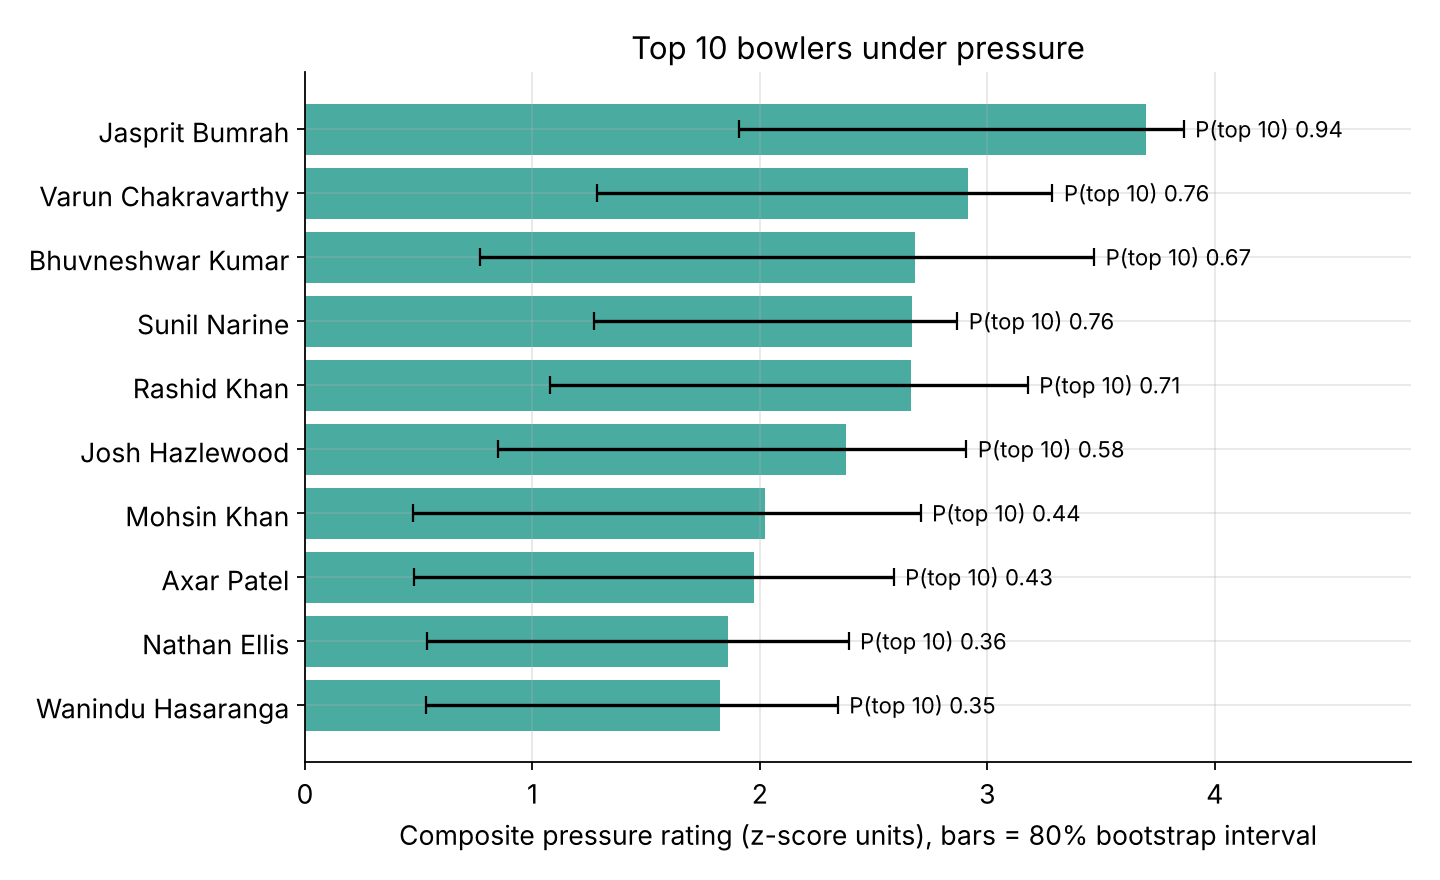 Top 10 bowlers under pressure
Jasprit Bumrah P(top 10) 0.94
Varun Chakravarthy P(top 10) 0.76
Bhuvneshwar Kumar P(top 10) 0.67
Sunil Narine P(top 10) 0.76
Rashid Khan P(top 10) 0.71
Josh Hazlewood P(top 10) 0.58
Mohsin Khan P(top 10) 0.44
Axar Patel P(top 10) 0.43
Nathan Ellis P(top 10) 0.36
Wanindu Hasaranga P(top 10) 0.35
0 1 2 3 4
Composite pressure rating (z-score units), bars = 80% bootstrap interval